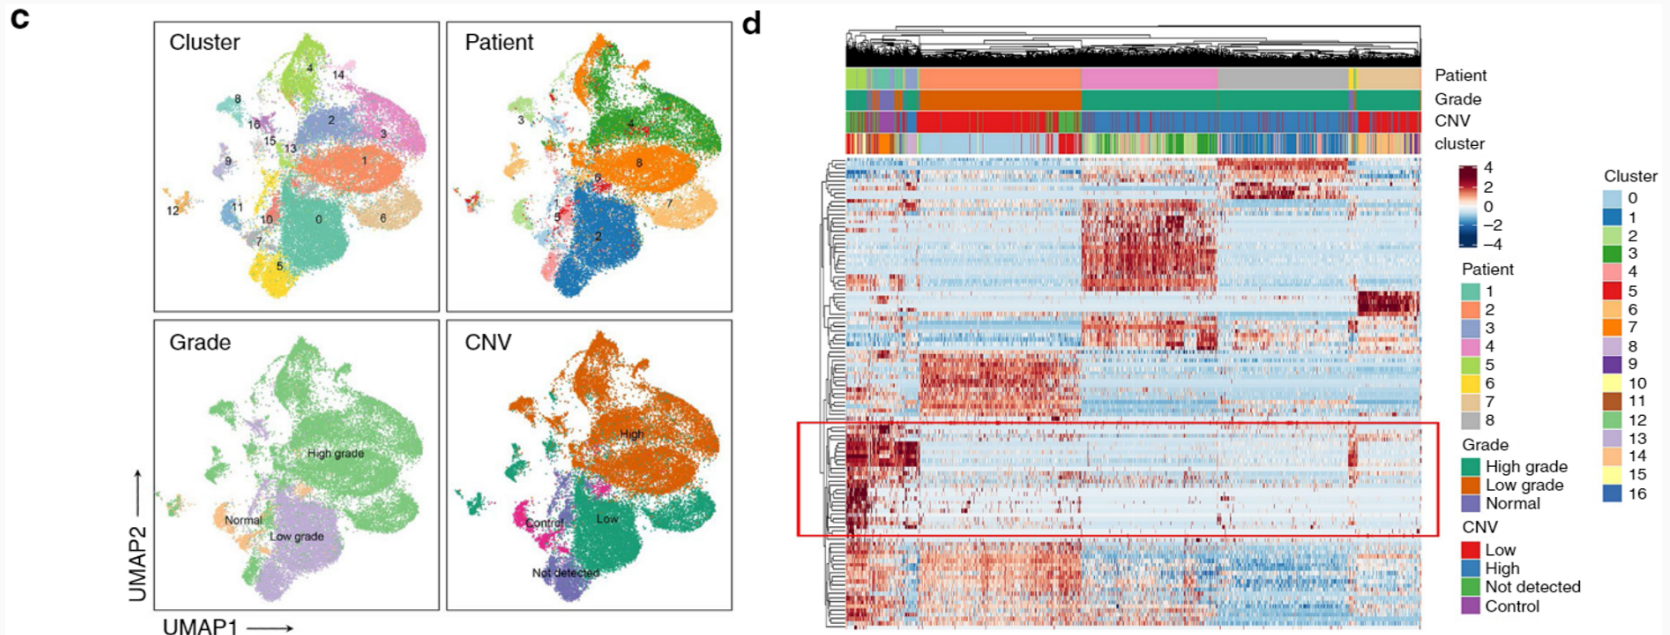 c
Cluster
4
14
8
2
3
16
15
13
9
1
12
11
10
0
6
7
5
Patient
3
4
8
6
7
1
5
2
Grade
High grade
Normal
Low grade
CNV
High
Control
Low
Not detected
UMAP2
UMAP1
d
Patient
Grade
CNV
cluster
4
2
0
−2
−4
Patient
1
2
3
4
5
6
7
8
Grade
High grade
Low grade
Normal
CNV
Low
High
Not detected
Control
Cluster
0
1
2
3
4
5
6
7
8
9
10
11
12
13
14
15
16